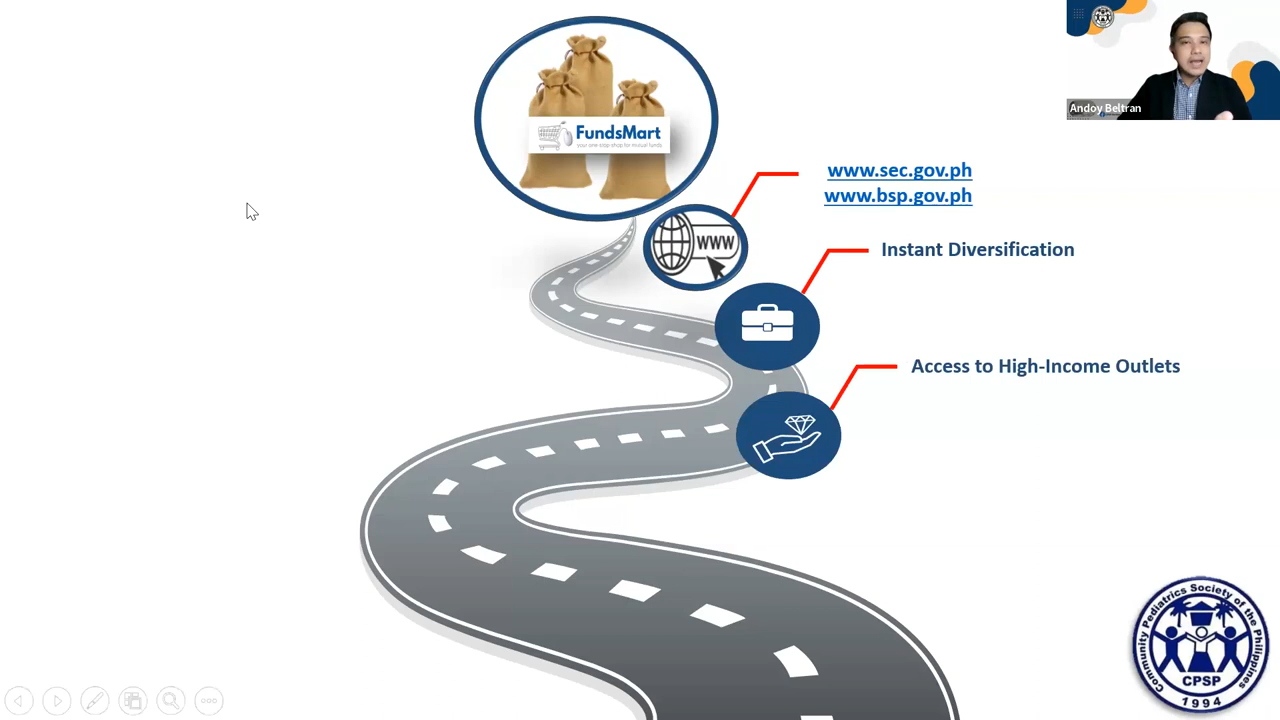 FundsMart
your one-stop shop for mutual funds
Andoy Beltran
www.sec.gov.ph
www.bsp.gov.ph
WWW
Instant Diversification
Access to High-Income Outlets
Community Pediatrics Society of the Philippines
CPSP
1994